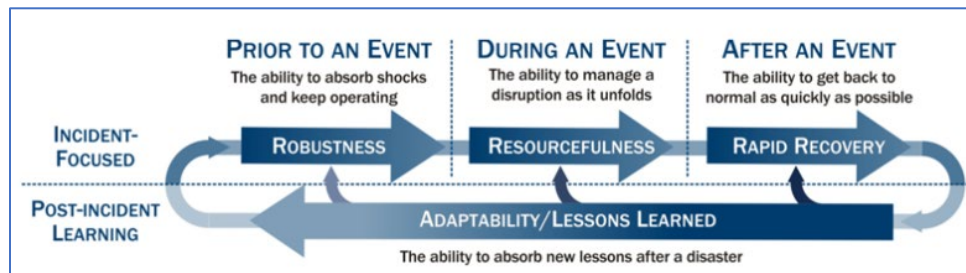 PRIOR TO AN EVENT
The ability to absorb shocks
and keep operating
DURING AN EVENT
The ability to manage a
disruption as it unfolds
AFTER AN EVENT
The ability to get back to
normal as quickly as possible
INCIDENT-
FOCUSED
ROBUSTNESS
RESOURCEFULNESS
RAPID RECOVERY
POST-INCIDENT
LEARNING
ADAPTABILITY/LESSONS LEARNED
The ability to absorb new lessons after a disaster